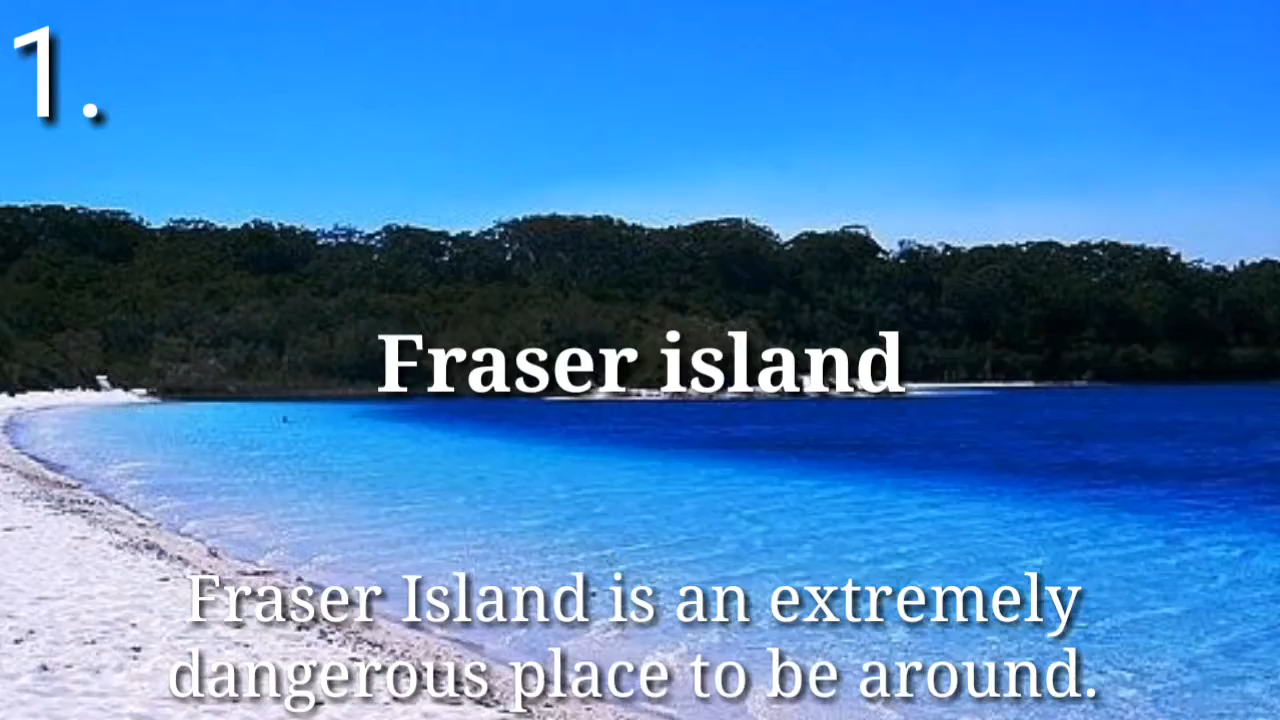 1.
Fraser island
Fraser Island is an extremely
dangerous place to be around.